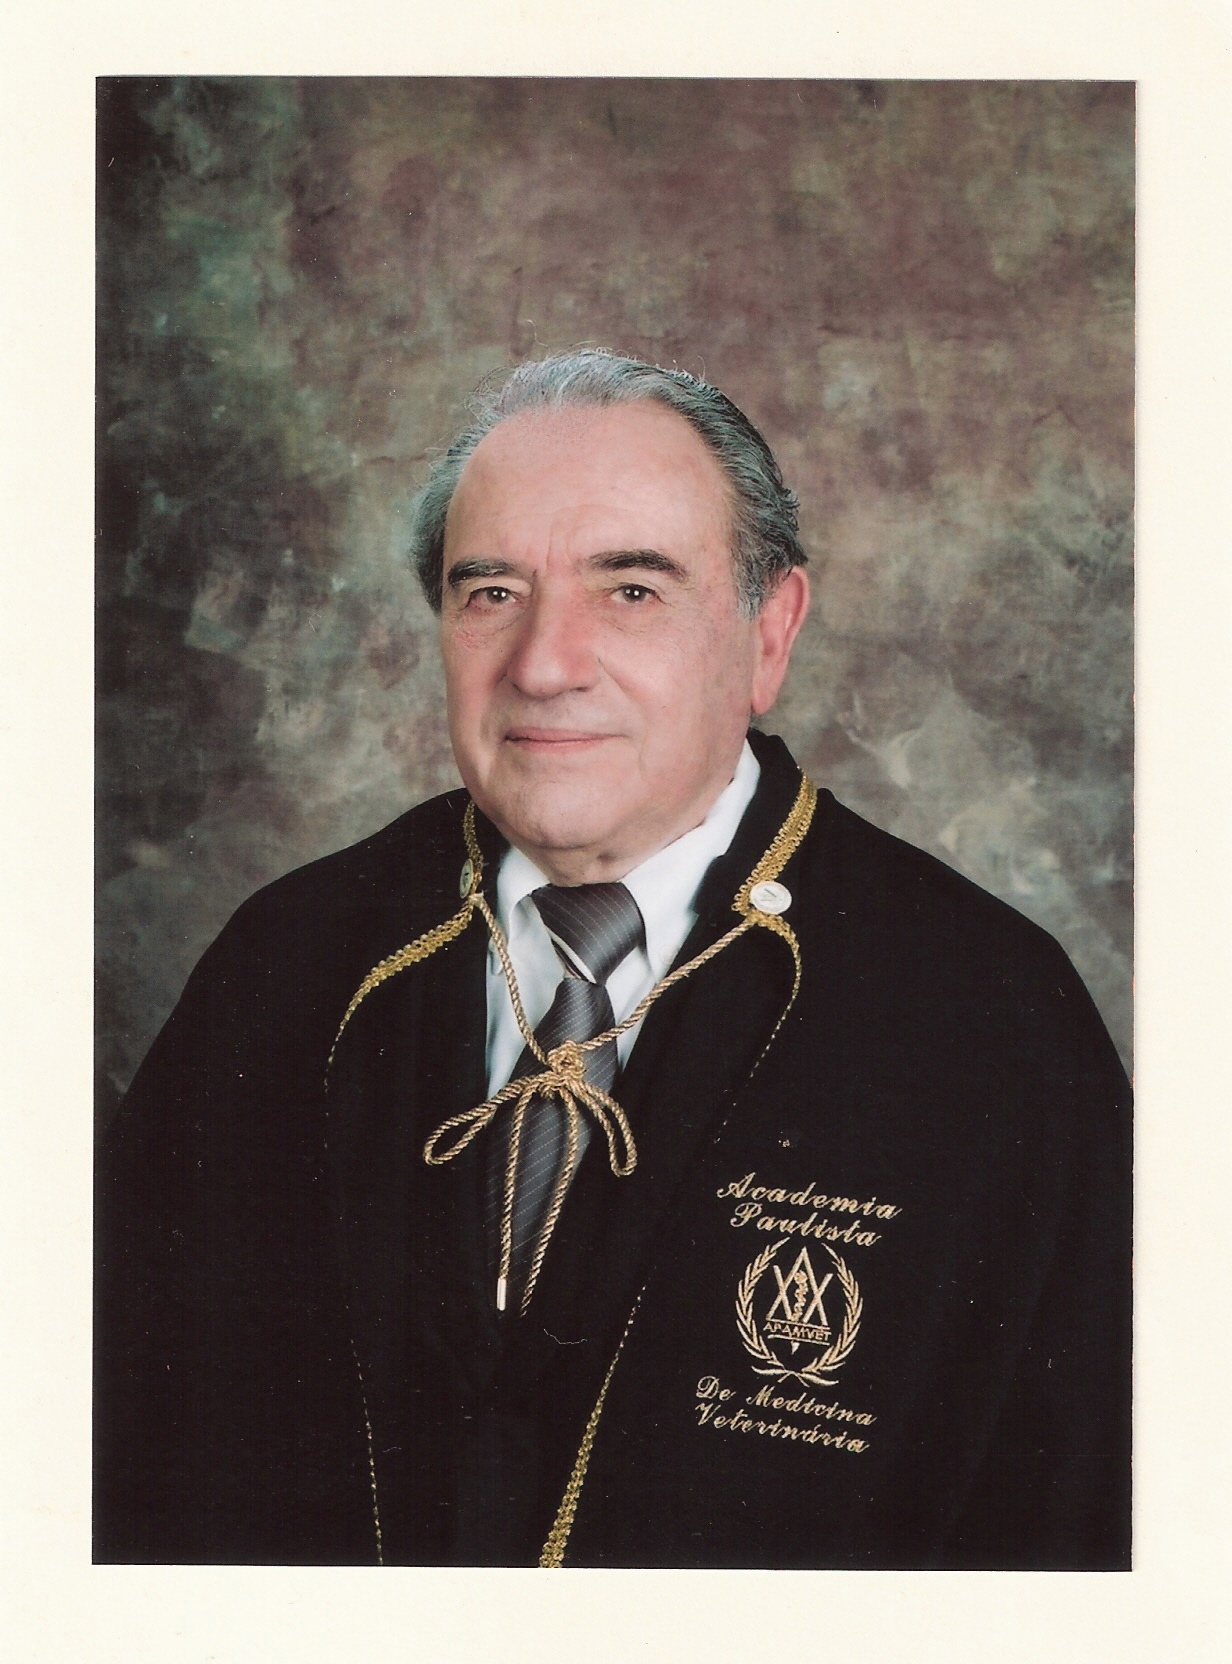 Academia
Paulista
APAMVET
De Medicina
Veterinária